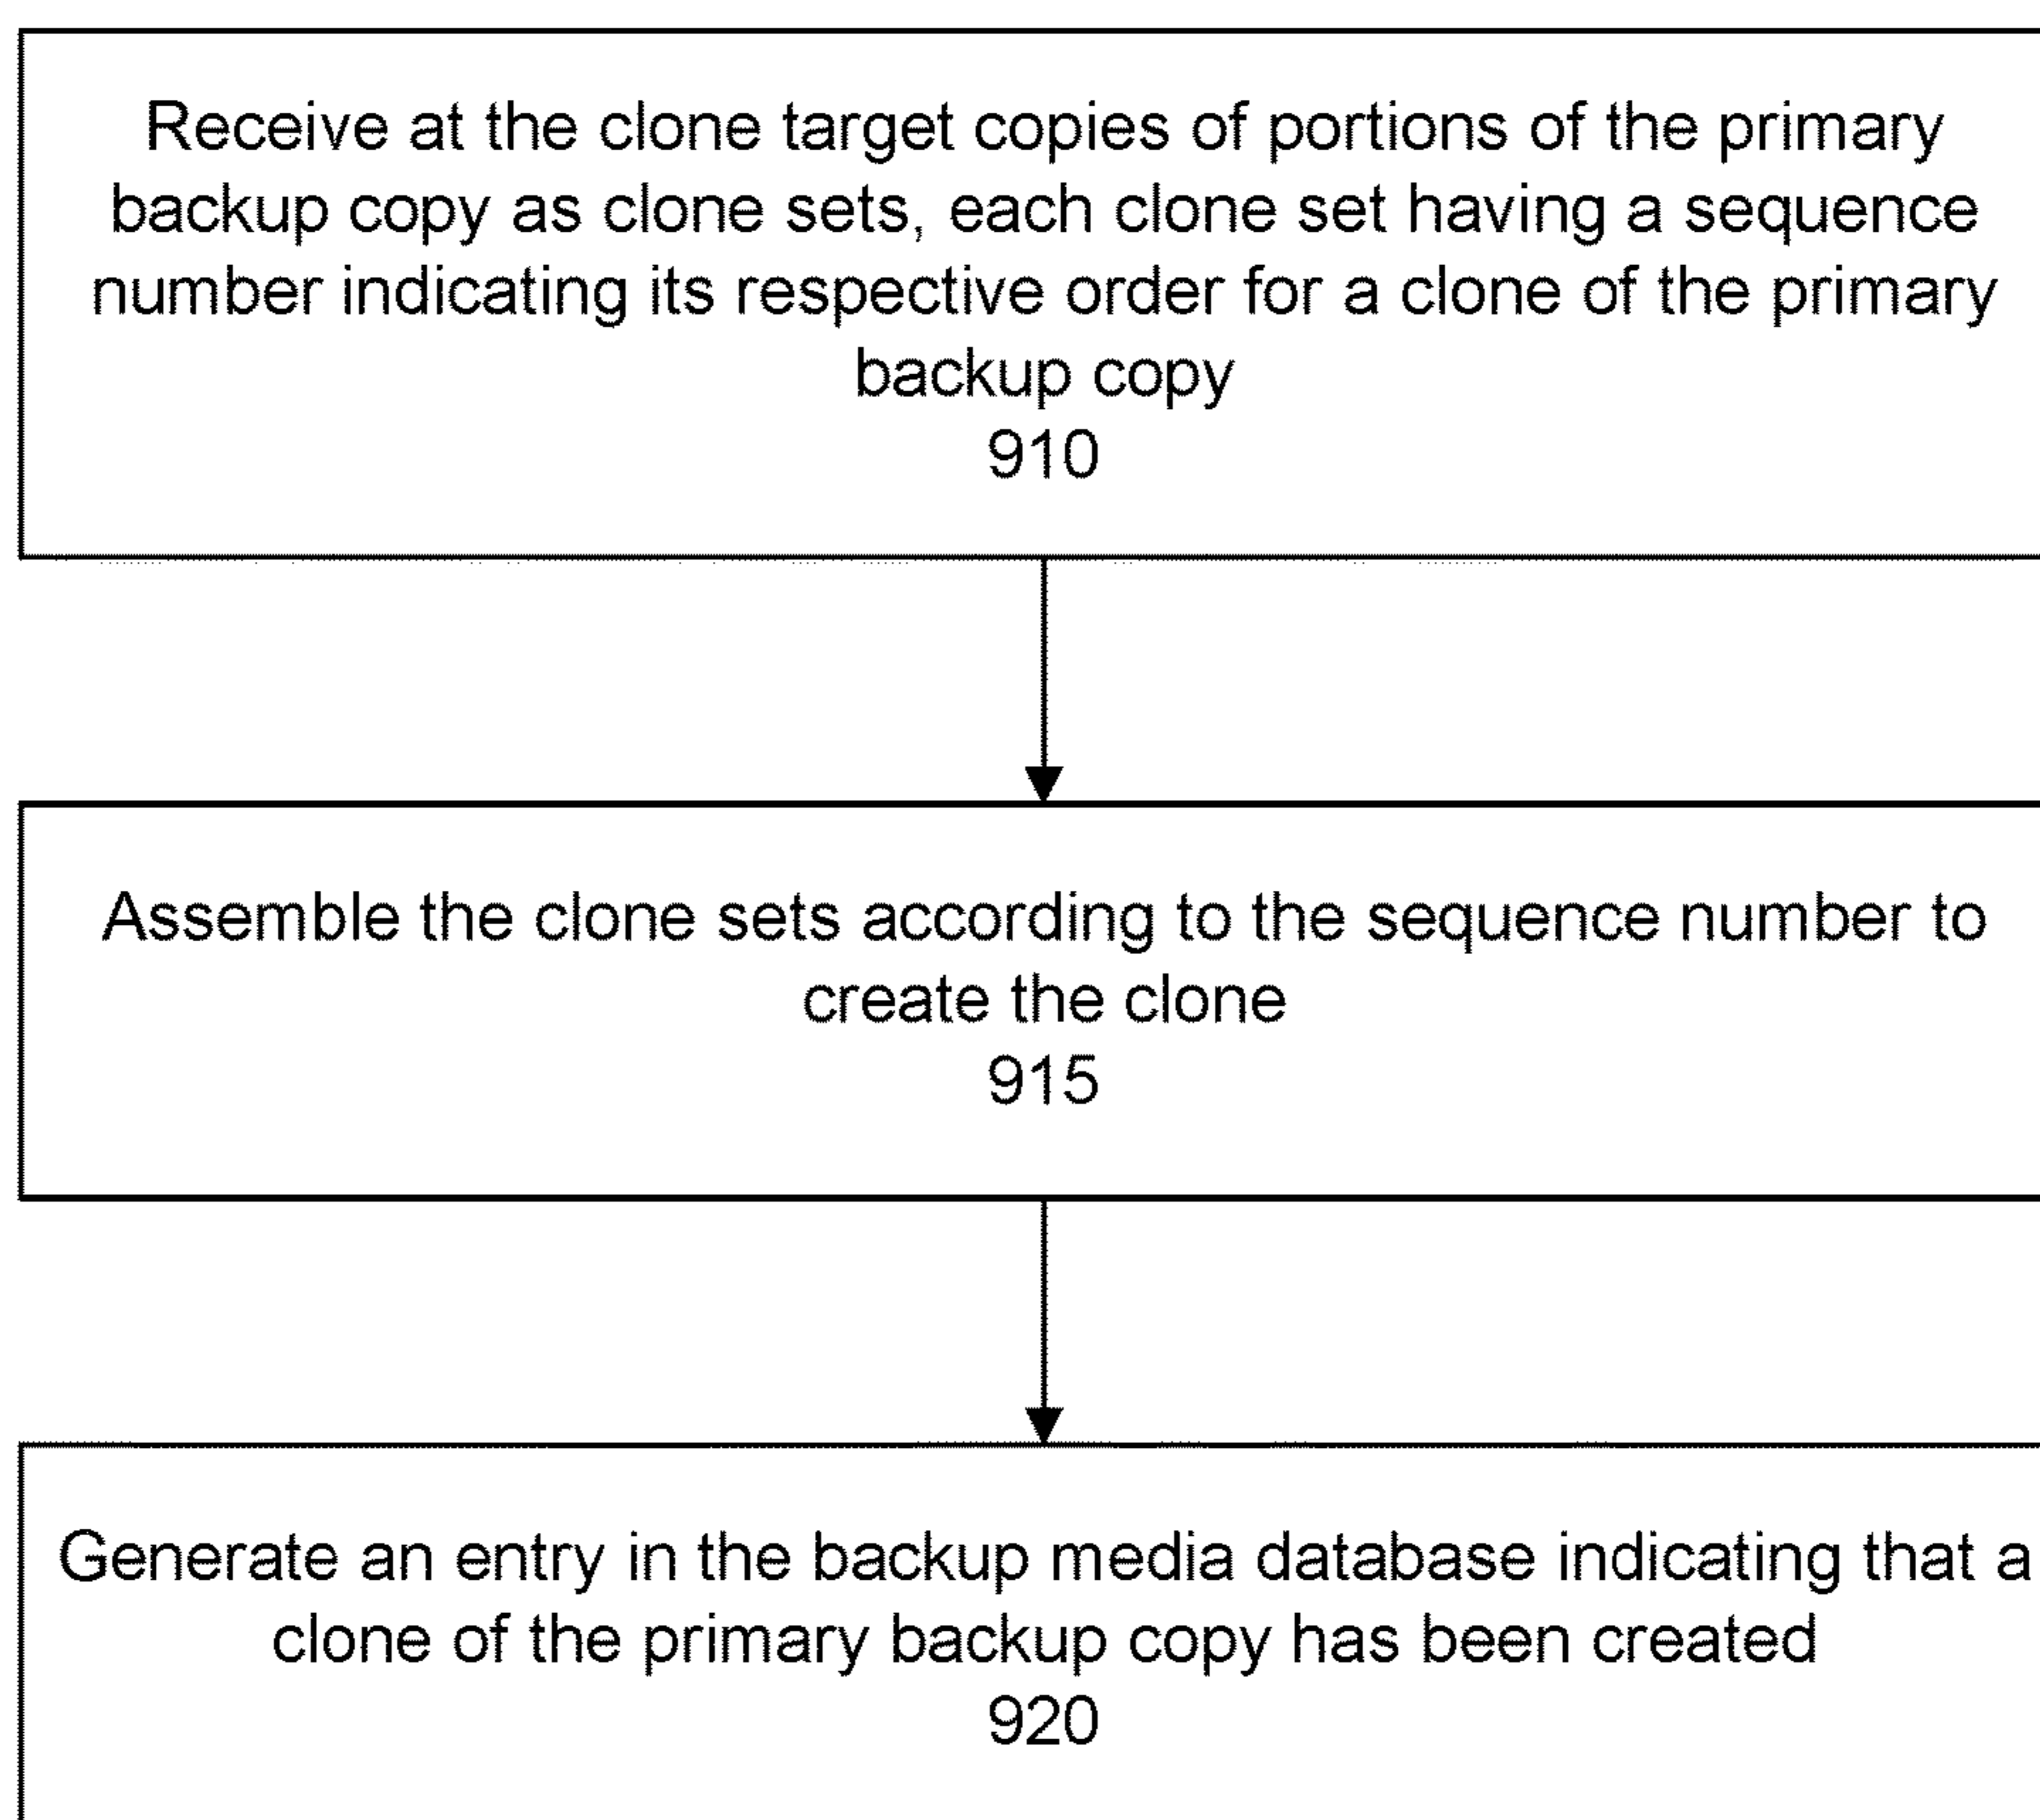 Receive at the clone target copies of portions of the primary
backup copy as clone sets, each clone set having a sequence
number indicating its respective order for a clone of the primary
backup copy
910
Assemble the clone sets according to the sequence number to
create the clone
915
Generate an entry in the backup media database indicating that a
clone of the primary backup copy has been created
920